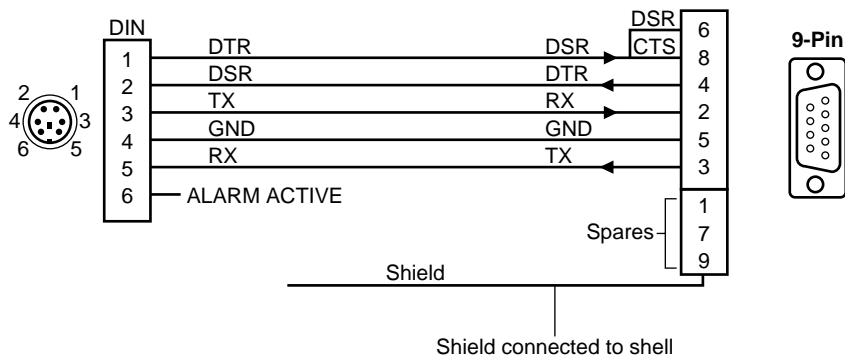 DIN
DSR 6
9-Pin
1 DTR DSR CTS 8
2 DSR DTR 4
3 TX RX 2
4 GND GND 5
5 RX TX 3
6 ALARM ACTIVE
2 1
4 3
6 5
Spares
1
7
9
Shield
Shield connected to shell